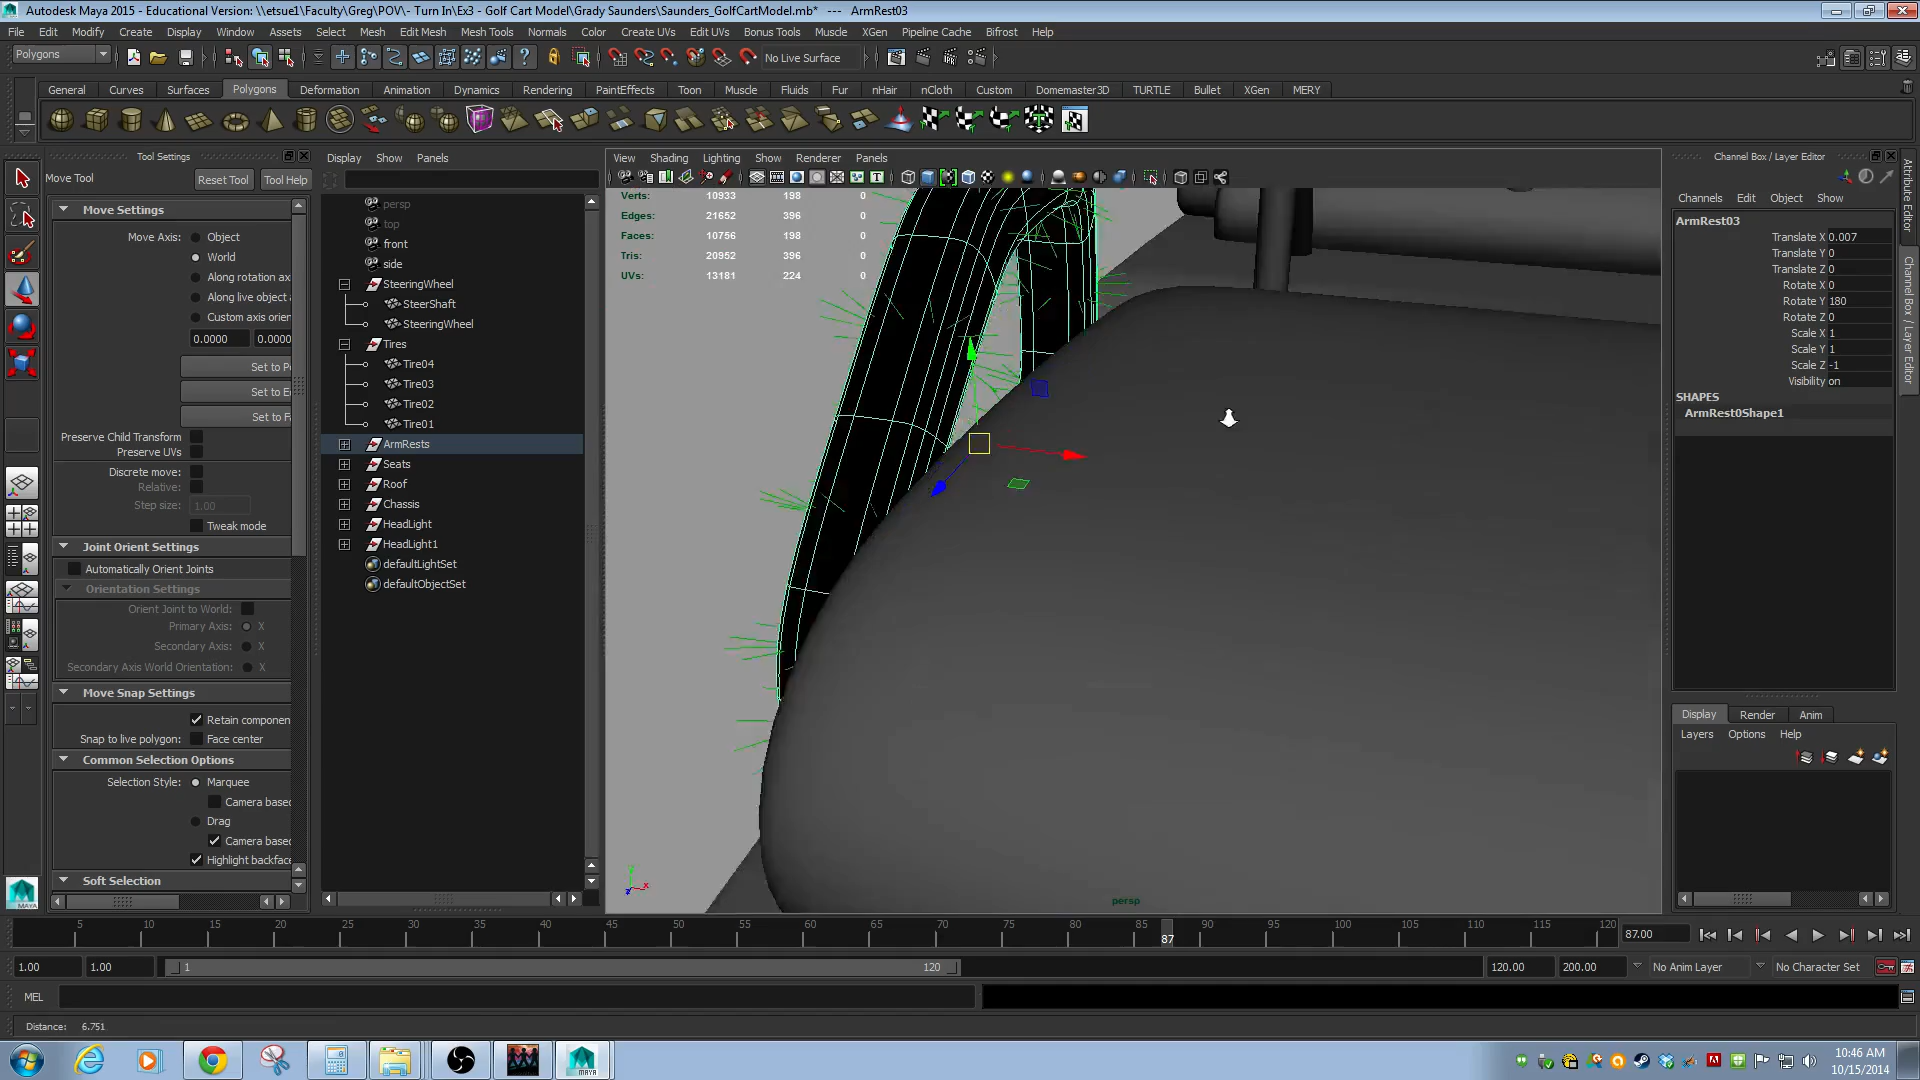 Autodesk Maya 2015 - Educational Version: \\etsue1\Faculty\Greg\POV\- Turn In\Ex3 - Golf Cart Model\Grady Saunders\Saunders_GolfCartModel.mb* --- ArmRest03
File Edit Modify Create Display Window Assets Select Mesh Edit Mesh Mesh Tools Normals Color Create UVs Edit UVs Bonus Tools Muscle XGen Pipeline Cache Bifrost Help
Polygons
No Live Surface
General Curves Surfaces Polygons Deformation Animation Dynamics Rendering PaintEffects Toon Muscle Fluids Fur nHair nCloth Custom Domemaster3D TURTLE Bullet XGen MERY
Tool Settings
Move Tool
Reset Tool
Tool Help
Move Settings
Move Axis: Object
World
Along rotation ax
Along live object
Custom axis orien
0.0000 0.0000
Set to P
Set to E
Set to F
Preserve Child Transform
Preserve UVs
Discrete move:
Relative:
Step size: 1.00
Tweak mode
Joint Orient Settings
Automatically Orient Joints
Orientation Settings
Orient Joint to World:
Primary Axis: X
Secondary Axis: X
Secondary Axis World Orientation: X
Move Snap Settings
Retain componen
Snap to live polygon: Face center
Common Selection Options
Selection Style: Marquee
Camera based
Drag
Camera based
Highlight backface
Soft Selection
MAYA
Display Show Panels
persp
top
front
side
SteeringWheel
SteerShaft
SteeringWheel
Tires
Tire04
Tire03
Tire02
Tire01
ArmRests
Seats
Roof
Chassis
HeadLight
HeadLight1
defaultLightSet
defaultObjectSet
View Shading Lighting Show Renderer Panels
Verts: 10933 198 0
Edges: 21652 396 0
Faces: 10756 198 0
Tris: 20952 396 0
UVs: 13181 224 0
persp
Channel Box / Layer Editor
Channels Edit Object Show
ArmRest03
Translate X 0.007
Translate Y 0
Translate Z 0
Rotate X 0
Rotate Y 180
Rotate Z 0
Scale X 1
Scale Y 1
Scale Z -1
Visibility on
SHAPES
ArmRest0Shape1
Display Render Anim
Layers Options Help
Attribute Editor
Channel Box / Layer Editor
5 10 15 20 25 30 35 40 45 50 55 60 65 70 75 80 85 90 95 100 105 110 115 120
87
87.00
1.00 1.00 1 120 120.00 200.00 No Anim Layer No Character Set
MEL
Distance: 6.751
10:46 AM
10/15/2014